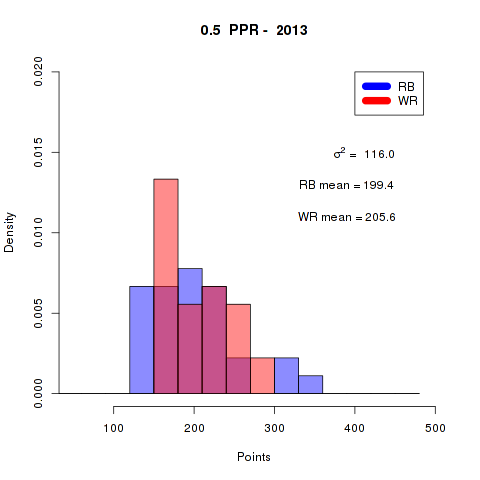 0.5 PPR - 2013
RB
WR
σ² = 116.0
RB mean = 199.4
WR mean = 205.6
Density
0.020
0.015
0.010
0.005
0.000
100 200 300 400 500
Points